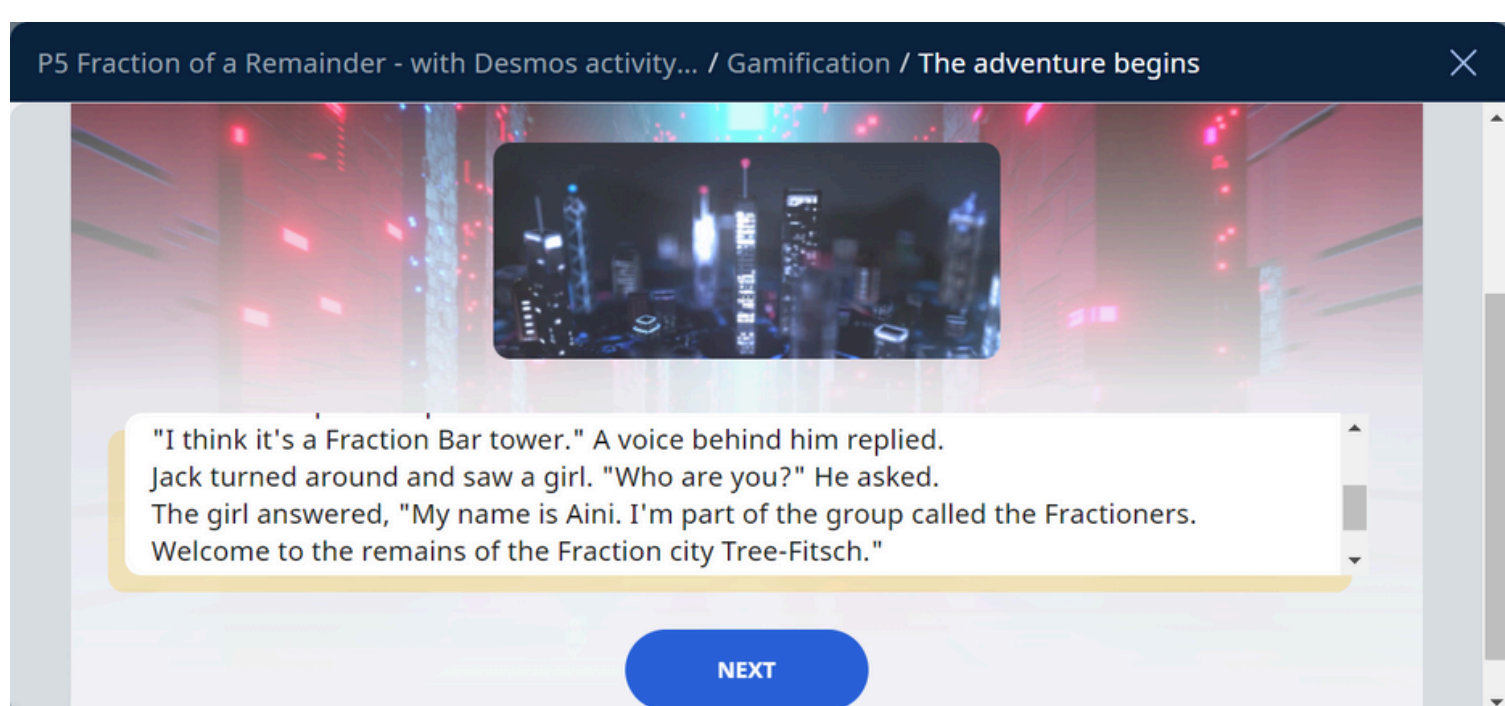 P5 Fraction of a Remainder - with Desmos activity... / Gamification / The adventure begins
"I think it's a Fraction Bar tower." A voice behind him replied.
Jack turned around and saw a girl. "Who are you?" He asked.
The girl answered, "My name is Aini. I'm part of the group called the Fractioners.
Welcome to the remains of the Fraction city Tree-Fitsch."
NEXT